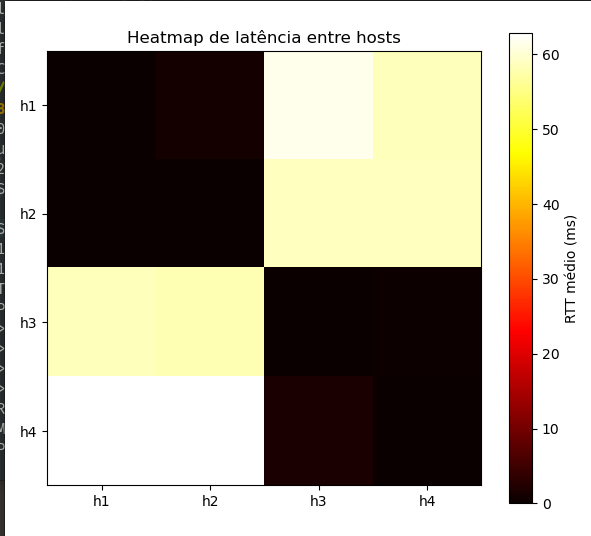 Heatmap de latência entre hosts
h1
h2
h3
h4
h1
h2
h3
h4
60
50
40
30
20
10
0
RTT médio (ms)